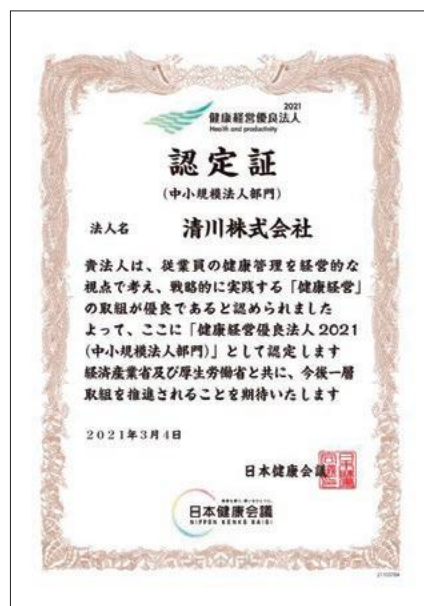 2021
健康経営優良法人
Health and productivity
認定証
(中小規模法人部門)
法人名 清川株式会社
貴法人は、従業員の健康管理を経営的な
視点で考え、戦略的に実践する「健康経営」
の取組が優良であると認められました
よって、ここに「健康経営優良法人2021
(中小規模法人部門)」として認定します
経済産業省及び厚生労働省と共に、今後一層
取組を推進されることを期待いたします
2021年3月4日
日本健康会議
日本健康会議
NIPPON KENKO KAIGI